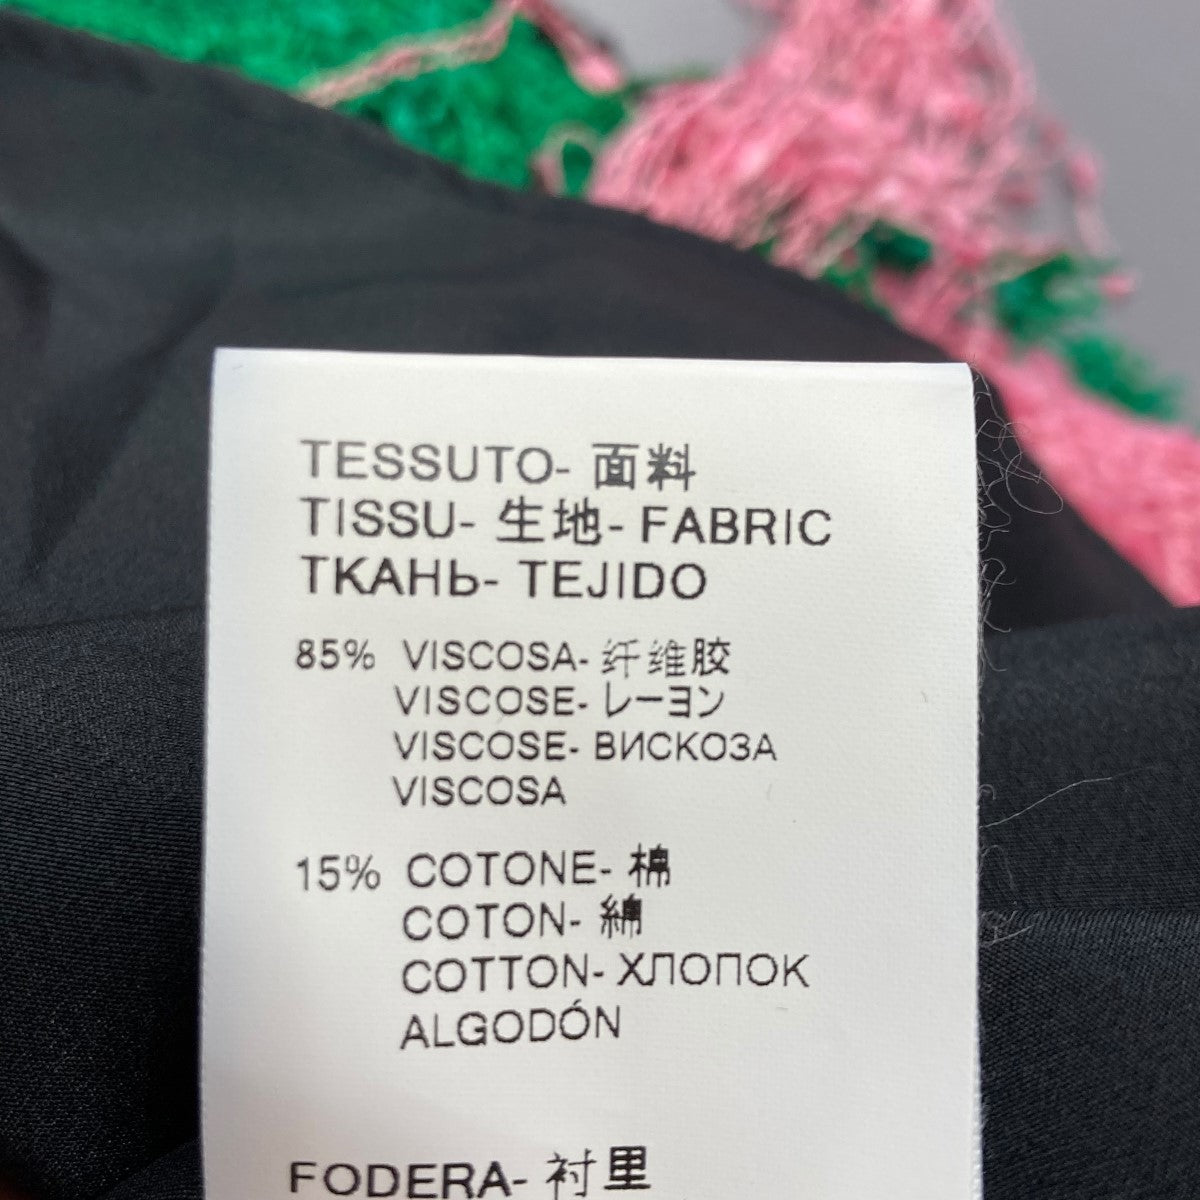 TESSUTO- 面料
TISSU- 生地- FABRIC
ТКАНЬ- TEJIDO
85% VISCOSA- 纤维胶
VISCOSE- レーヨン
VISCOSE- ВИСКОЗА
VISCOSA
15% COTONE- 棉
COTON- 綿
COTTON- ХЛОПОК
ALGODÓN
FODERA- 衬里